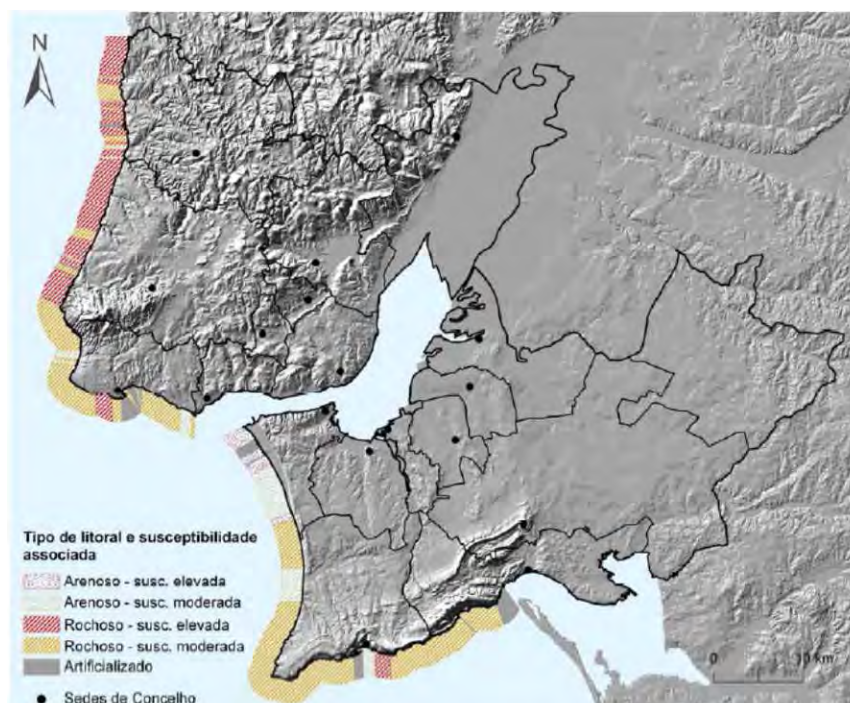 N
Tipo de litoral e susceptibilidade
associada
Arenoso - susc. elevada
Arenoso - susc. moderada
Rochoso - susc. elevada
Rochoso - susc. moderada
Artificializado
Sedes de Concelho
0 10 km